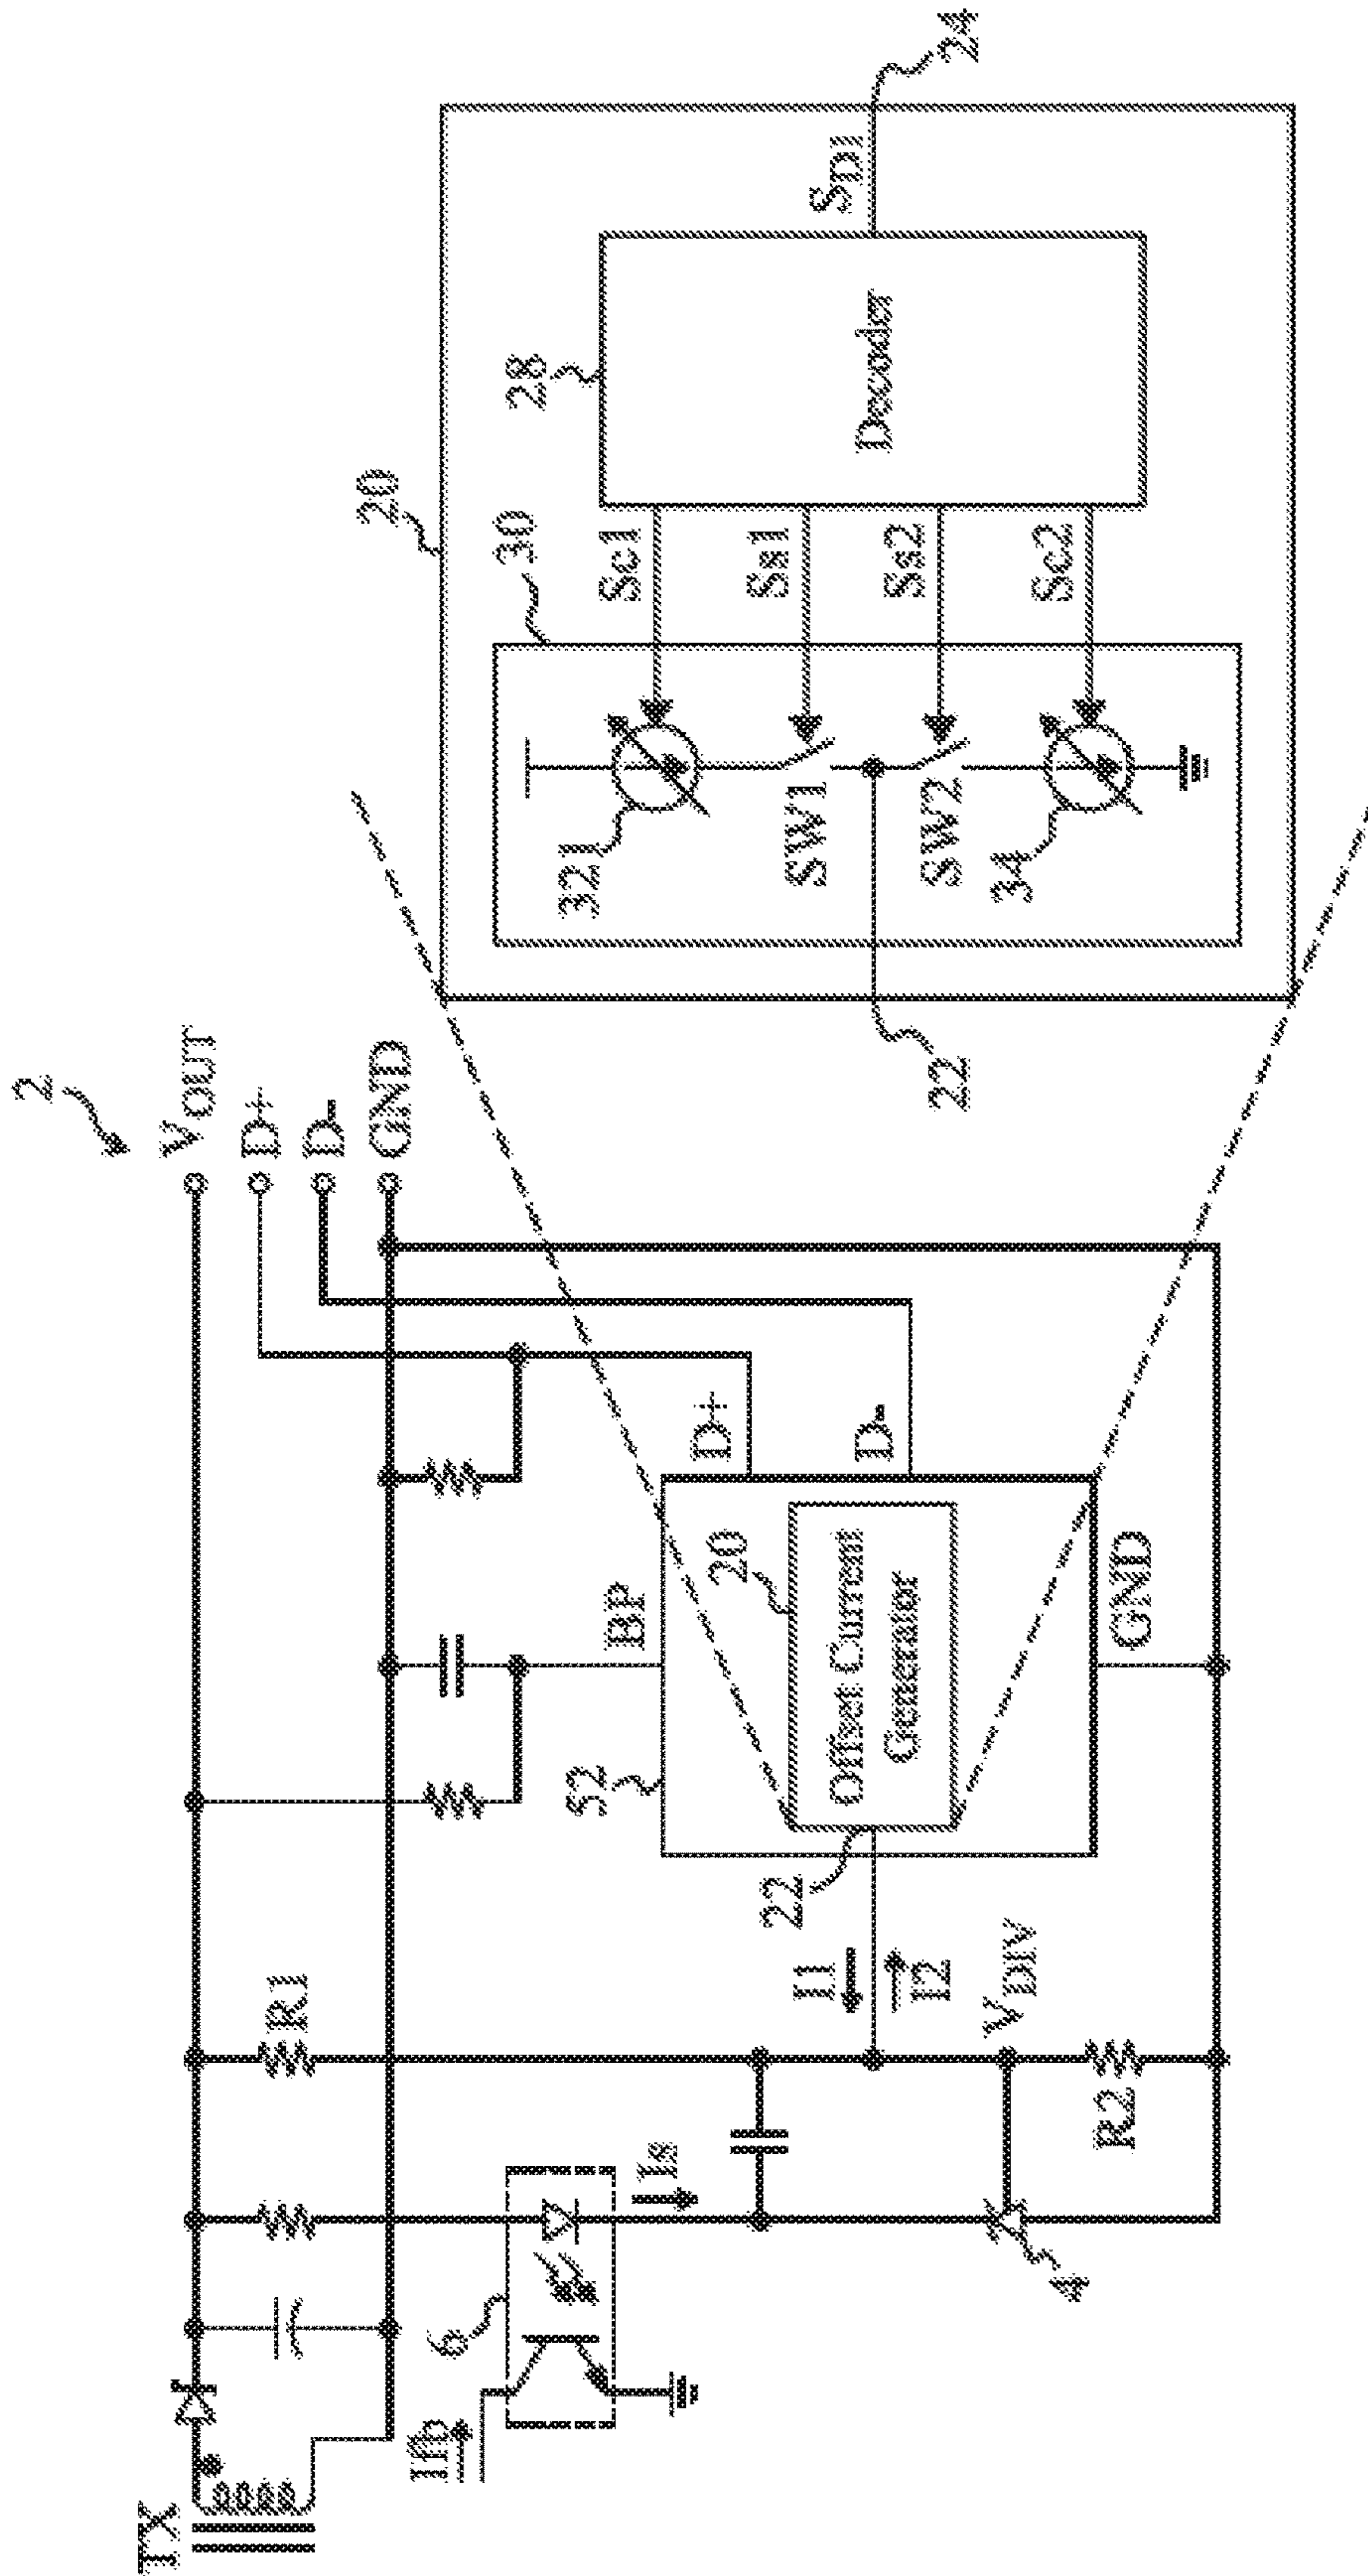 2
TX
VOUT
D+
D-
GND
R1
Ifb
6
Is
4
R2
VDIV
I1
I2
22
52
BP
D+
D-
20
Offset Current
Generator
GND
20
30
28
321
Sc1
SW1
Ss1
Decoder
SD1
24
22
SW2
Ss2
34
Sc2